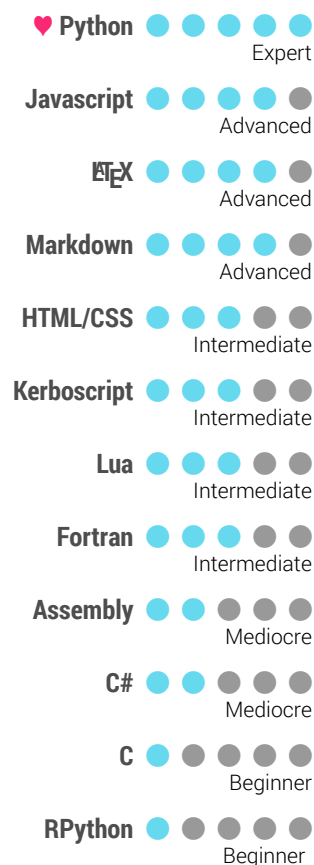 ♥ Python
Expert
Javascript
Advanced
LATEX
Advanced
Markdown
Advanced
HTML/CSS
Intermediate
Kerboscript
Intermediate
Lua
Intermediate
Fortran
Intermediate
Assembly
Mediocre
C#
Mediocre
C
Beginner
RPython
Beginner